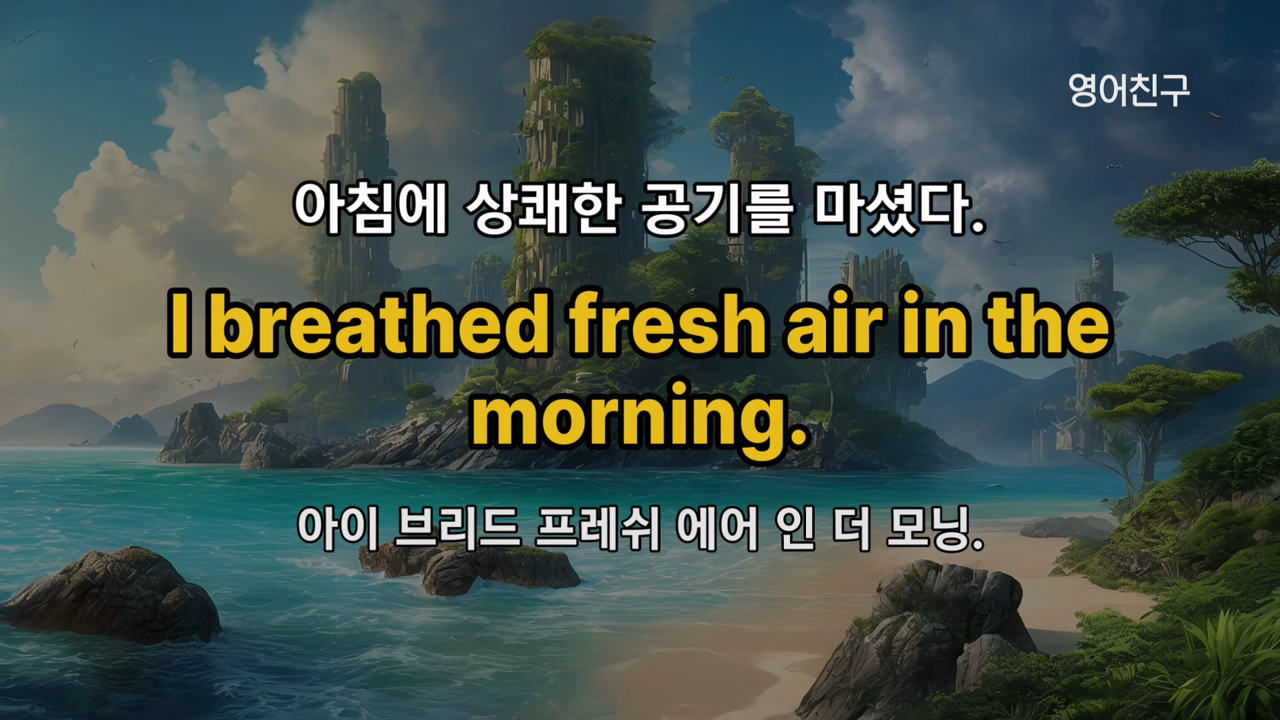 영어친구
아침에 상쾌한 공기를 마셨다.
I breathed fresh air in the
morning.
아이 브리드 프레쉬 에어 인 더 모닝.